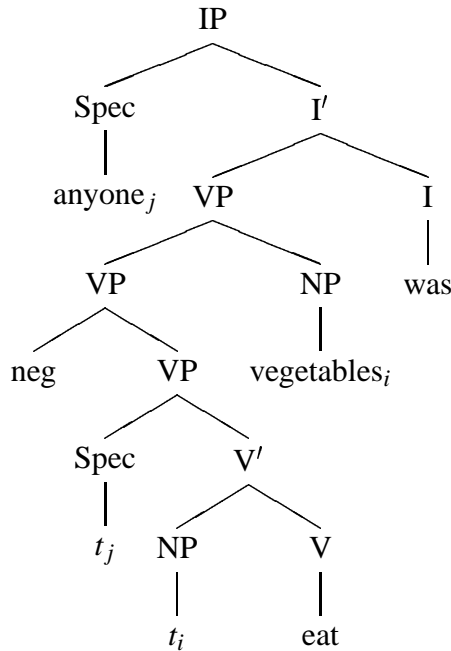 IP
Spec I′
anyone_j VP I
VP NP was
neg VP vegetables_i
Spec V′
t_j NP V
t_i eat